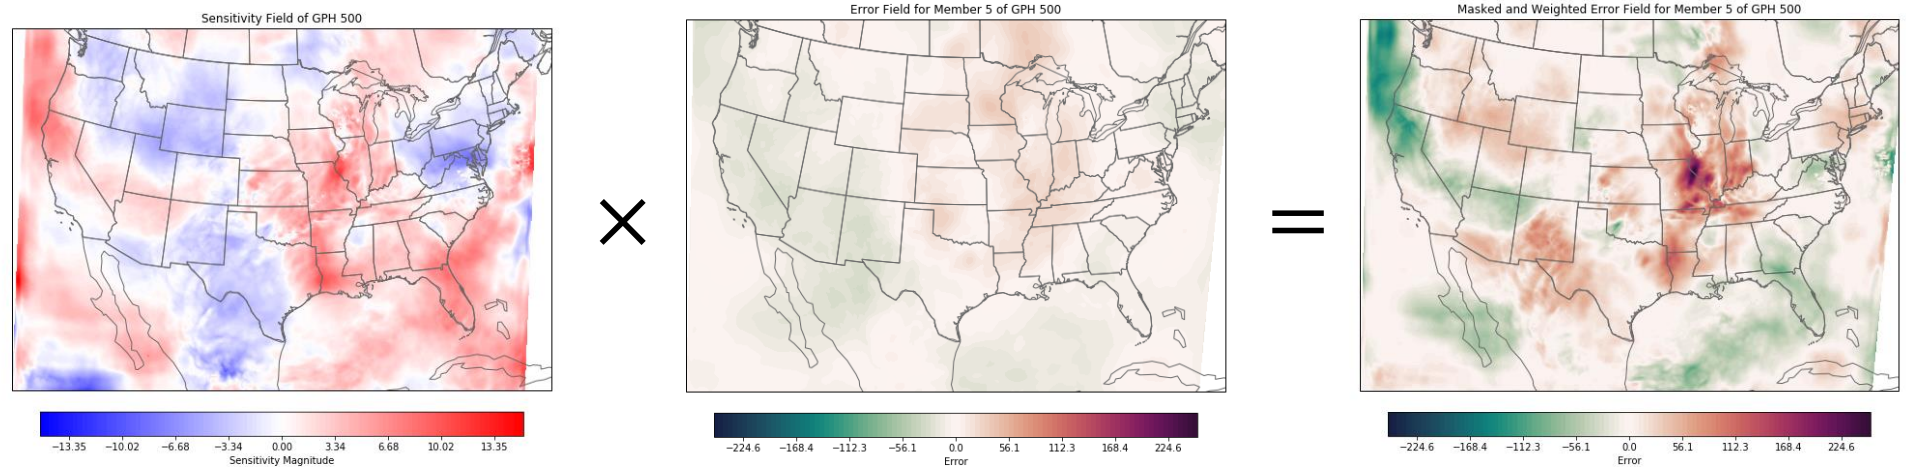 Sensitivity Field of GPH 500
−13.35 −10.02 −6.68 −3.34 0.00 3.34 6.68 10.02 13.35
Sensitivity Magnitude
×
Error Field for Member 5 of GPH 500
−224.6 −168.4 −112.3 −56.1 0.0 56.1 112.3 168.4 224.6
Error
=
Masked and Weighted Error Field for Member 5 of GPH 500
−224.6 −168.4 −112.3 −56.1 0.0 56.1 112.3 168.4 224.6
Error